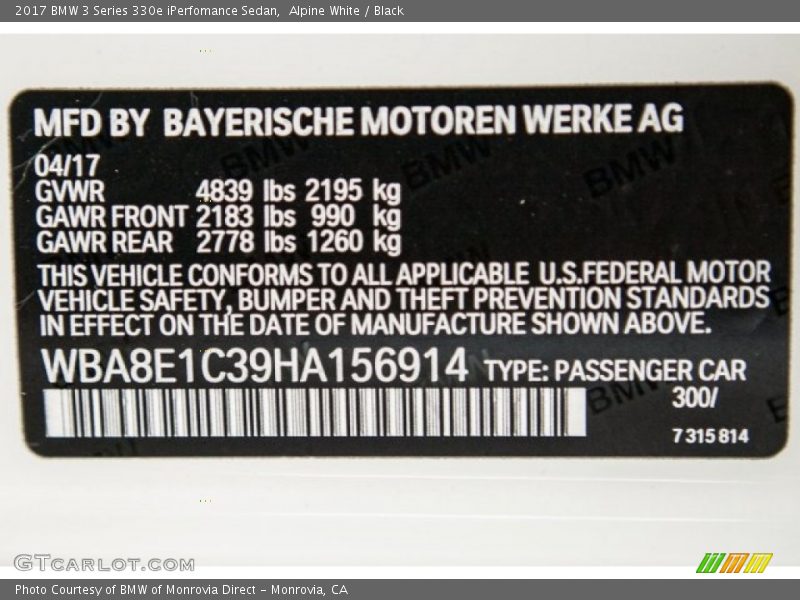 2017 BMW 3 Series 330e iPerfomance Sedan, Alpine White / Black
MFD BY BAYERISCHE MOTOREN WERKE AG
04/17
GVWR 4839 lbs 2195 kg
GAWR FRONT 2183 lbs 990 kg
GAWR REAR 2778 lbs 1260 kg
THIS VEHICLE CONFORMS TO ALL APPLICABLE U.S.FEDERAL MOTOR
VEHICLE SAFETY, BUMPER AND THEFT PREVENTION STANDARDS
IN EFFECT ON THE DATE OF MANUFACTURE SHOWN ABOVE.
WBA8E1C39HA156914 TYPE: PASSENGER CAR
300/
7 315 814
GTCARLOT.COM
Photo Courtesy of BMW of Monrovia Direct - Monrovia, CA